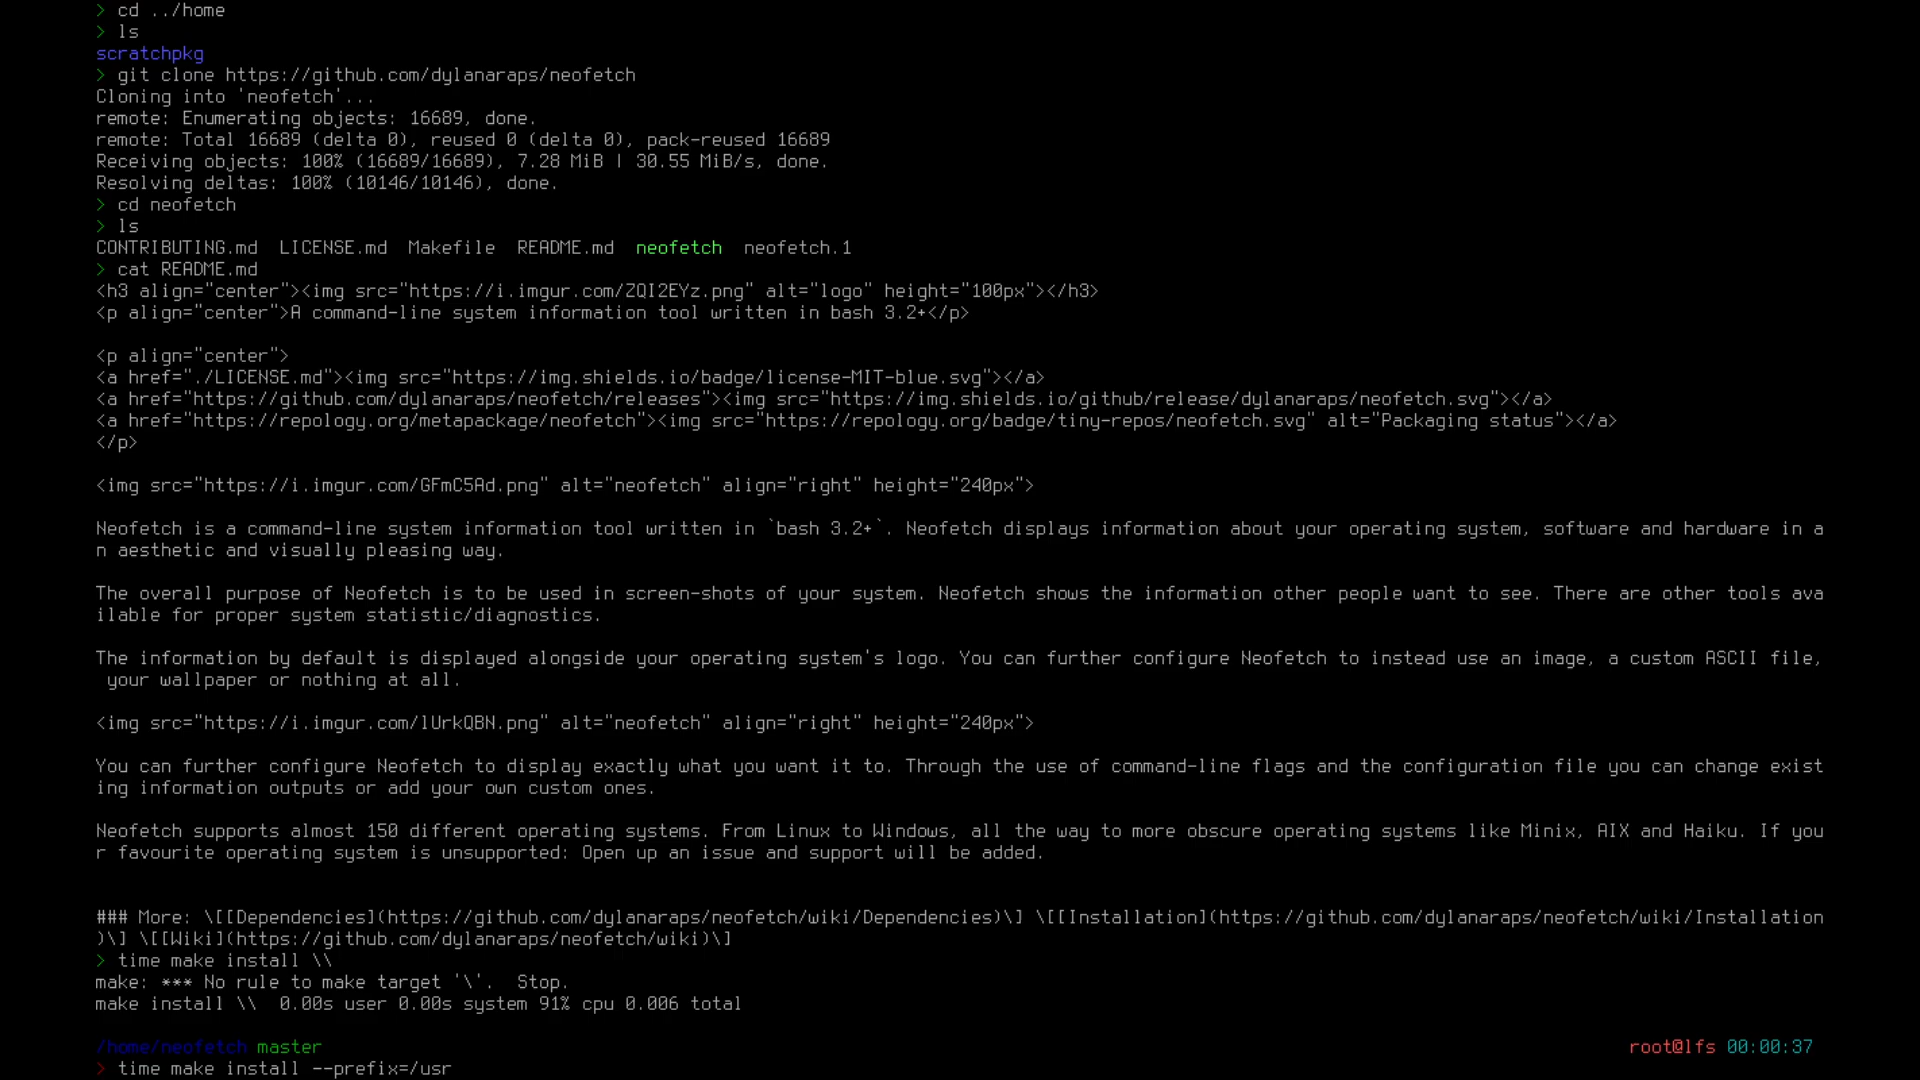 > cd ../home
> ls
scratchpkg
> git clone https://github.com/dylanaraps/neofetch
Cloning into 'neofetch'...
remote: Enumerating objects: 16689, done.
remote: Total 16689 (delta 0), reused 0 (delta 0), pack-reused 16689
Receiving objects: 100% (16689/16689), 7.28 MiB | 30.55 MiB/s, done.
Resolving deltas: 100% (10146/10146), done.
> cd neofetch
> ls
CONTRIBUTING.md  LICENSE.md  Makefile  README.md  neofetch  neofetch.1
> cat README.md
<h3 align="center"><img src="https://i.imgur.com/ZQI2EYz.png" alt="logo" height="100px"></h3>
<p align="center">A command-line system information tool written in bash 3.2+</p>

<p align="center">
<a href="./LICENSE.md"><img src="https://img.shields.io/badge/license-MIT-blue.svg"></a>
<a href="https://github.com/dylanaraps/neofetch/releases"><img src="https://img.shields.io/github/release/dylanaraps/neofetch.svg"></a>
<a href="https://repology.org/metapackage/neofetch"><img src="https://repology.org/badge/tiny-repos/neofetch.svg" alt="Packaging status"></a>
</p>

<img src="https://i.imgur.com/GFmC5Ad.png" alt="neofetch" align="right" height="240px">

Neofetch is a command-line system information tool written in `bash 3.2+`. Neofetch displays information about your operating system, software and hardware in a
n aesthetic and visually pleasing way.

The overall purpose of Neofetch is to be used in screen-shots of your system. Neofetch shows the information other people want to see. There are other tools ava
ilable for proper system statistic/diagnostics.

The information by default is displayed alongside your operating system's logo. You can further configure Neofetch to instead use an image, a custom ASCII file,
 your wallpaper or nothing at all.

<img src="https://i.imgur.com/lUrkQBN.png" alt="neofetch" align="right" height="240px">

You can further configure Neofetch to display exactly what you want it to. Through the use of command-line flags and the configuration file you can change exist
ing information outputs or add your own custom ones.

Neofetch supports almost 150 different operating systems. From Linux to Windows, all the way to more obscure operating systems like Minix, AIX and Haiku. If you
r favourite operating system is unsupported: Open up an issue and support will be added.

### More: \[[Dependencies](https://github.com/dylanaraps/neofetch/wiki/Dependencies)\] \[[Installation](https://github.com/dylanaraps/neofetch/wiki/Installation
)\] \[[Wiki](https://github.com/dylanaraps/neofetch/wiki)\]
> time make install \\
make: *** No rule to make target '\'.  Stop.
make install \\  0.00s user 0.00s system 91% cpu 0.006 total

/home/neofetch master root@lfs 00:00:37
> time make install --prefix=/usr